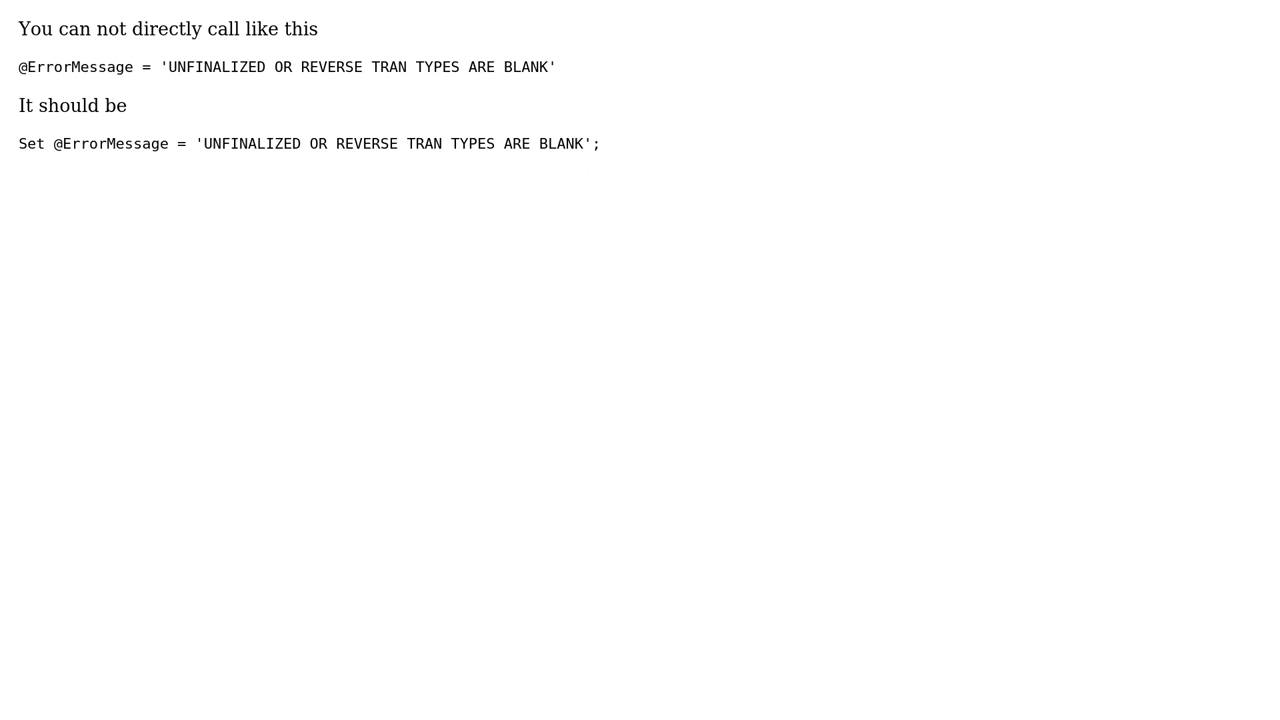 You can not directly call like this
@ErrorMessage = 'UNFINALIZED OR REVERSE TRAN TYPES ARE BLANK'
It should be
Set @ErrorMessage = 'UNFINALIZED OR REVERSE TRAN TYPES ARE BLANK';